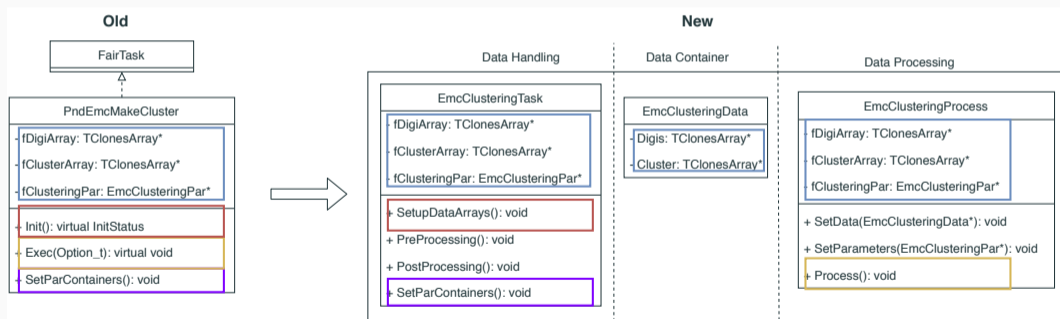 Old
FairTask
PndEmcMakeCluster
- fDigiArray: TClonesArray*
- fClusterArray: TClonesArray*
- fClusteringPar: EmcClusteringPar*
+ Init(): virtual InitStatus
+ Exec(Option_t): virtual void
+ SetParContainers(): void
New
Data Handling
Data Container
Data Processing
EmcClusteringTask
- fDigiArray: TClonesArray*
- fClusterArray: TClonesArray*
- fClusteringPar: EmcClusteringPar*
+ SetupDataArrays(): void
+ PreProcessing(): void
+ PostProcessing(): void
+ SetParContainers(): void
EmcClusteringData
- Digis: TClonesArray*
- Cluster: TClonesArray*
EmcClusteringProcess
- fDigiArray: TClonesArray*
- fClusterArray: TClonesArray*
- fClusteringPar: EmcClusteringPar*
+ SetData(EmcClusteringData*): void
+ SetParameters(EmcClusteringPar*): void
+ Process(): void